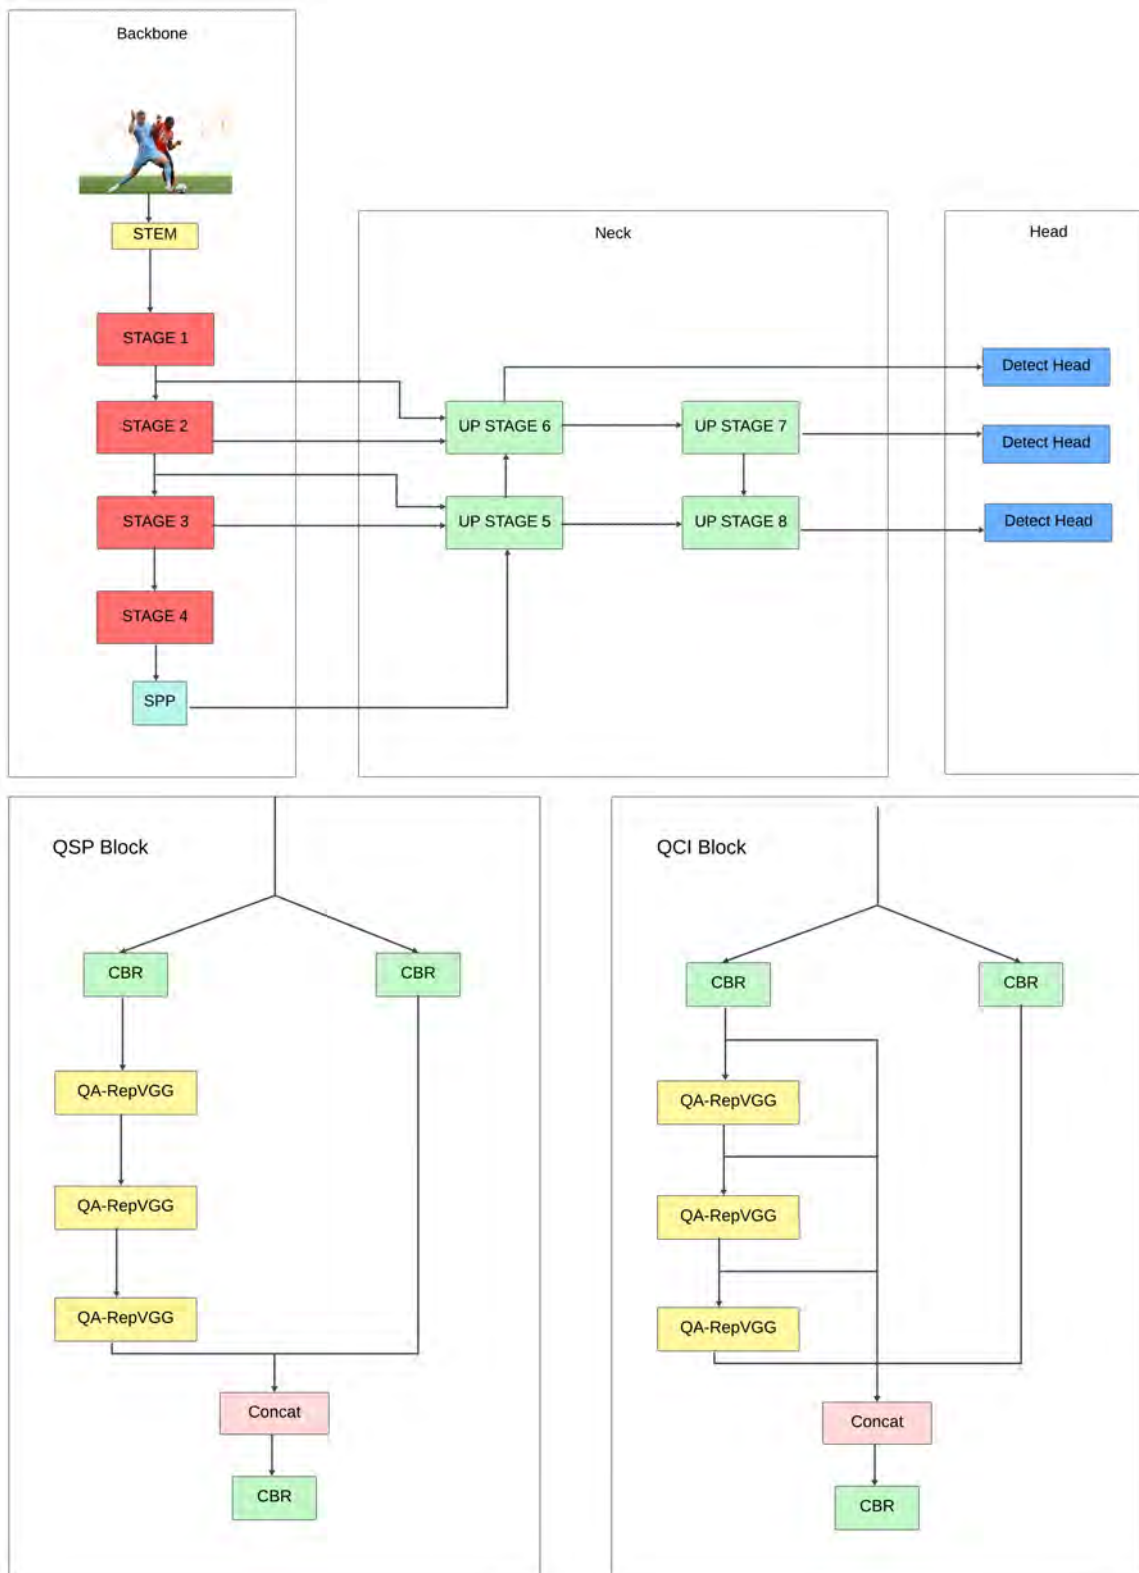 Backbone
STEM
STAGE 1
STAGE 2
STAGE 3
STAGE 4
SPP
Neck
UP STAGE 6
UP STAGE 7
UP STAGE 5
UP STAGE 8
Head
Detect Head
Detect Head
Detect Head
QSP Block
CBR
CBR
QA-RepVGG
QA-RepVGG
QA-RepVGG
Concat
CBR
QCI Block
CBR
CBR
QA-RepVGG
QA-RepVGG
QA-RepVGG
Concat
CBR